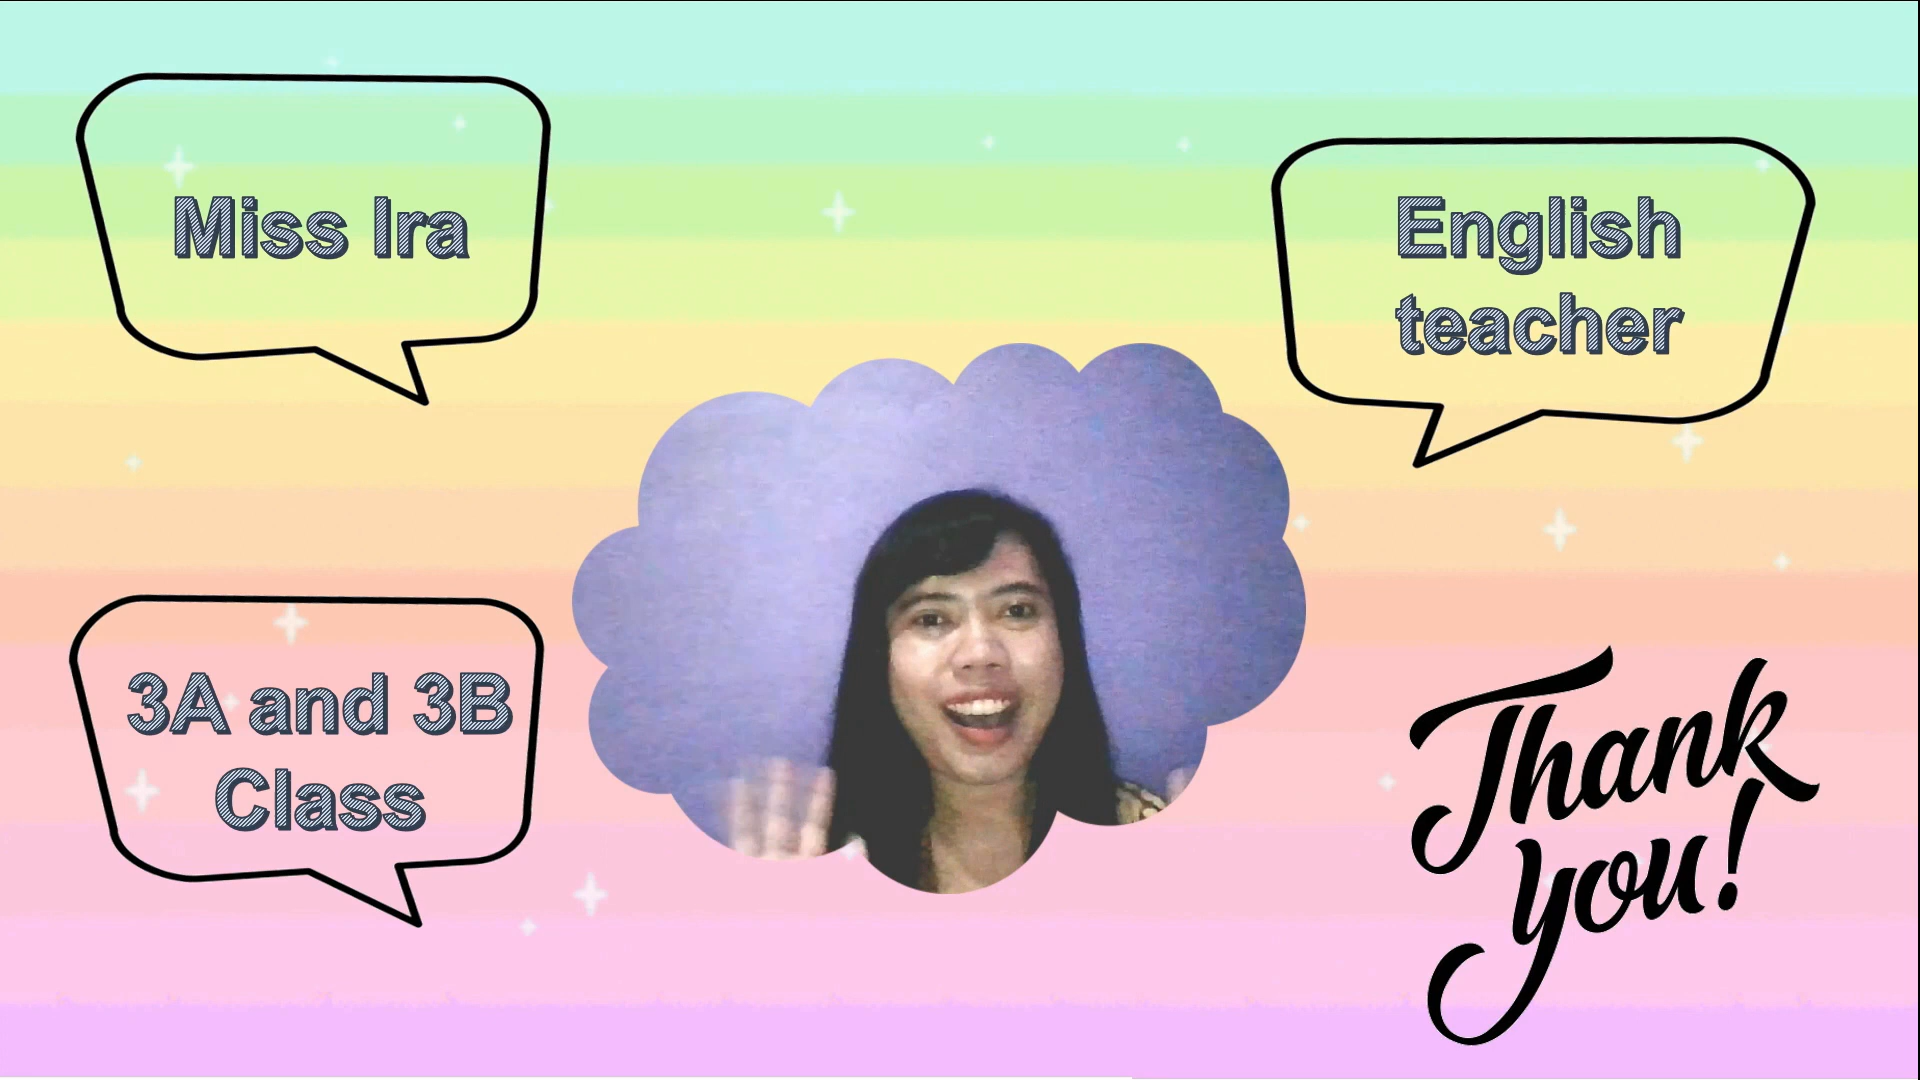 Miss Ira
English
teacher
3A and 3B
Class
Thank
you!